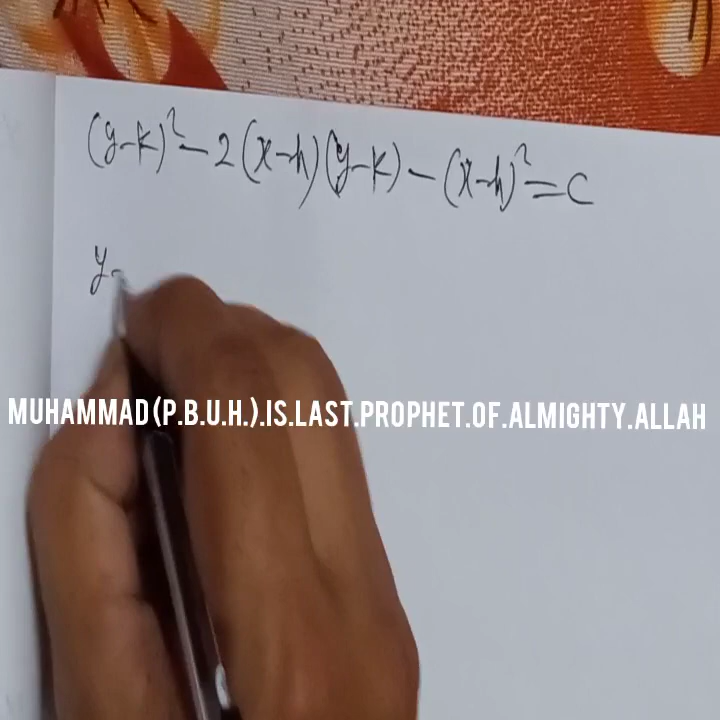 (y-k)²-2(x-h)(y-k)-(x-h)²=c
y-
MUHAMMAD(P.B.U.H.).IS.LAST.PROPHET.OF.ALMIGHTY.ALLAH